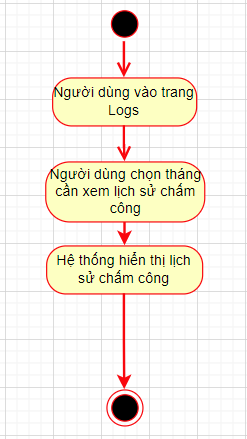 Người dùng vào trang
Logs
Người dùng chọn tháng
cần xem lịch sử chấm
công
Hệ thống hiển thị lịch
sử chấm công